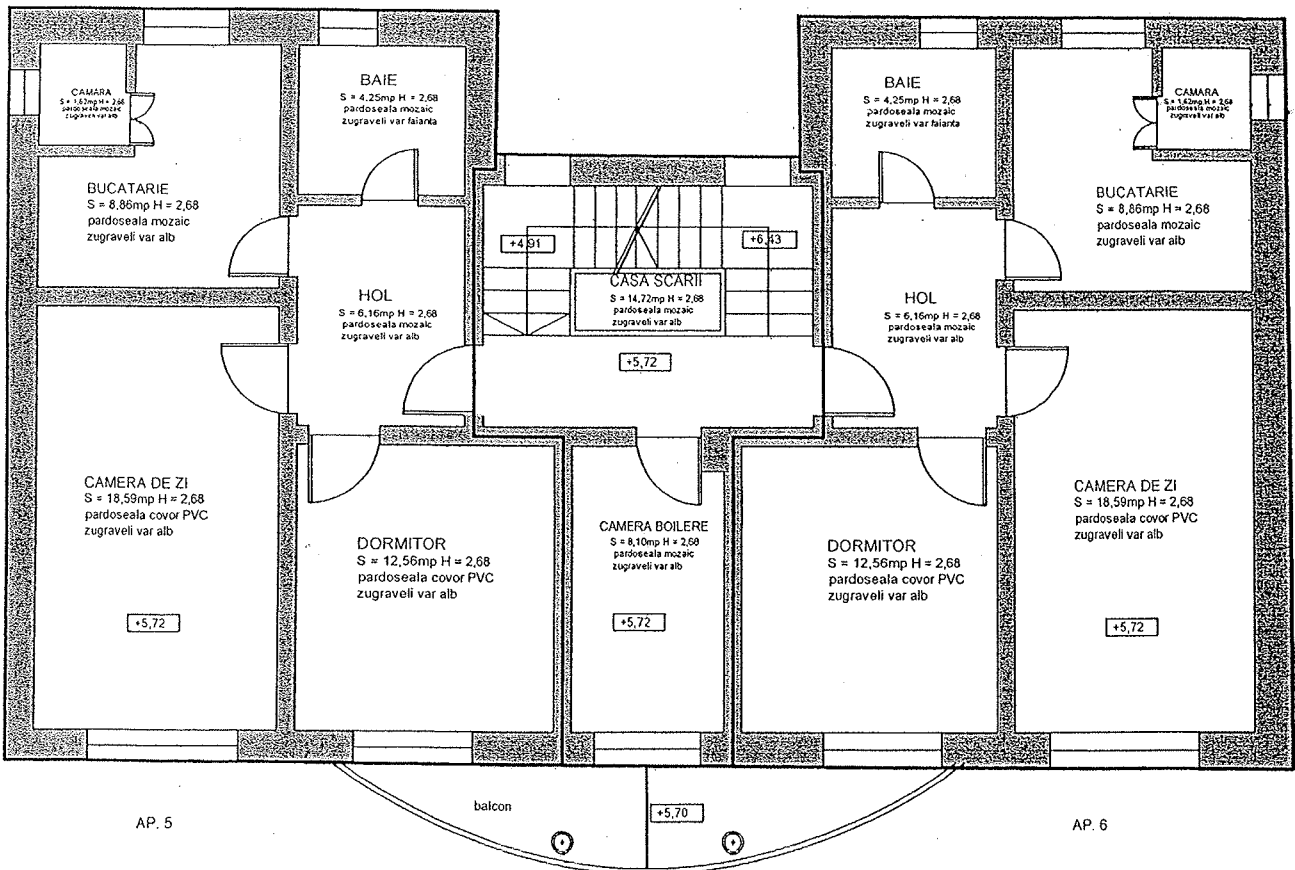 CAMARA
S = 1,62mp H = 2,68
pardoseala mozaic
zugraveli var alb
BAIE
S = 4,25mp H = 2,68
pardoseala mozaic
zugraveli var faianta
BUCATARIE
S = 8,86mp H = 2,68
pardoseala mozaic
zugraveli var alb
HOL
S = 6,16mp H = 2,68
pardoseala mozaic
zugraveli var alb
+4,91
+6,43
CASA SCARII
S = 14,72mp H = 2,68
pardoseala mozaic
zugraveli var alb
+5,72
BAIE
S = 4,25mp H = 2,68
pardoseala mozaic
zugraveli var faianta
CAMARA
S = 1,62mp H = 2,68
pardoseala mozaic
zugraveli var alb
BUCATARIE
S = 8,86mp H = 2,68
pardoseala mozaic
zugraveli var alb
HOL
S = 6,16mp H = 2,68
pardoseala mozaic
zugraveli var alb
CAMERA DE ZI
S = 18,59mp H = 2,68
pardoseala covor PVC
zugraveli var alb
+5,72
DORMITOR
S = 12,56mp H = 2,68
pardoseala covor PVC
zugraveli var alb
CAMERA BOILERE
S = 8,10mp H = 2,68
pardoseala mozaic
zugraveli var alb
+5,72
DORMITOR
S = 12,56mp H = 2,68
pardoseala covor PVC
zugraveli var alb
CAMERA DE ZI
S = 18,59mp H = 2,68
pardoseala covor PVC
zugraveli var alb
+5,72
balcon
+5,70
AP. 5
AP. 6